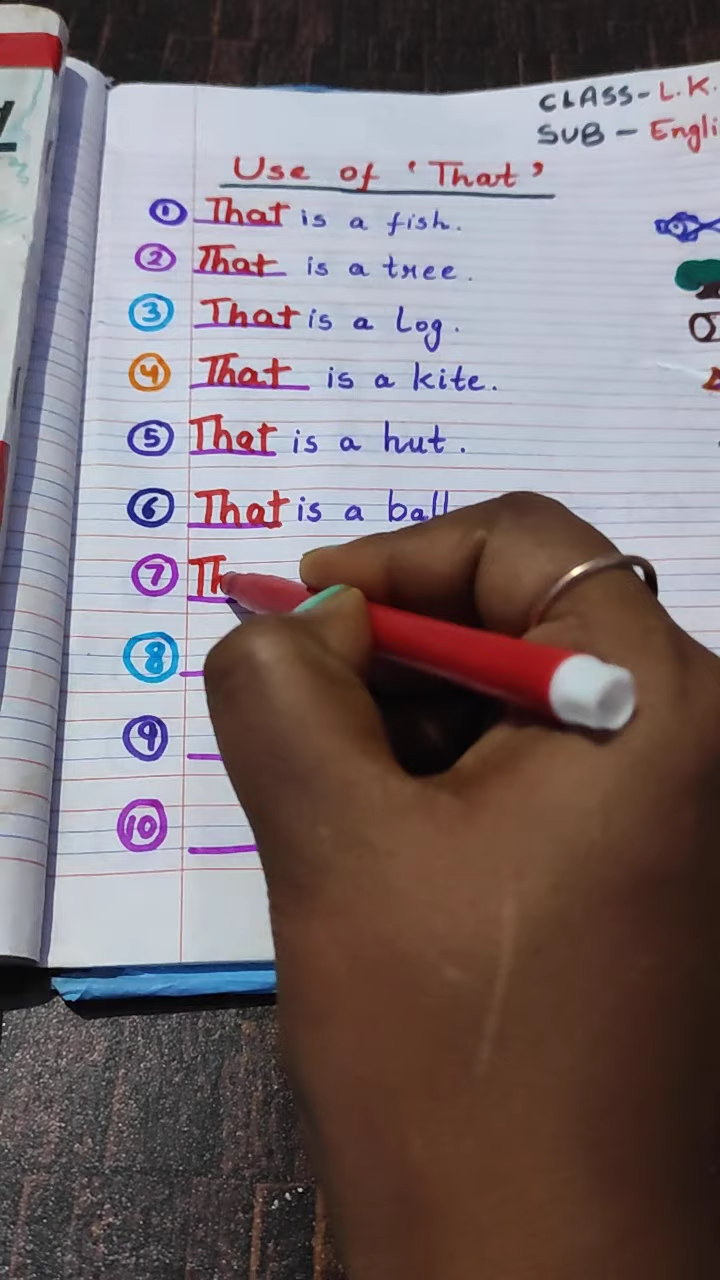 CLASS-L.K.
SUB - Engli
Use of 'That'
1 That is a fish.
2 That is a tree.
3 That is a Log.
4 That is a kite.
5 That is a hut.
6 That is a ball
7 Th
8
9
10